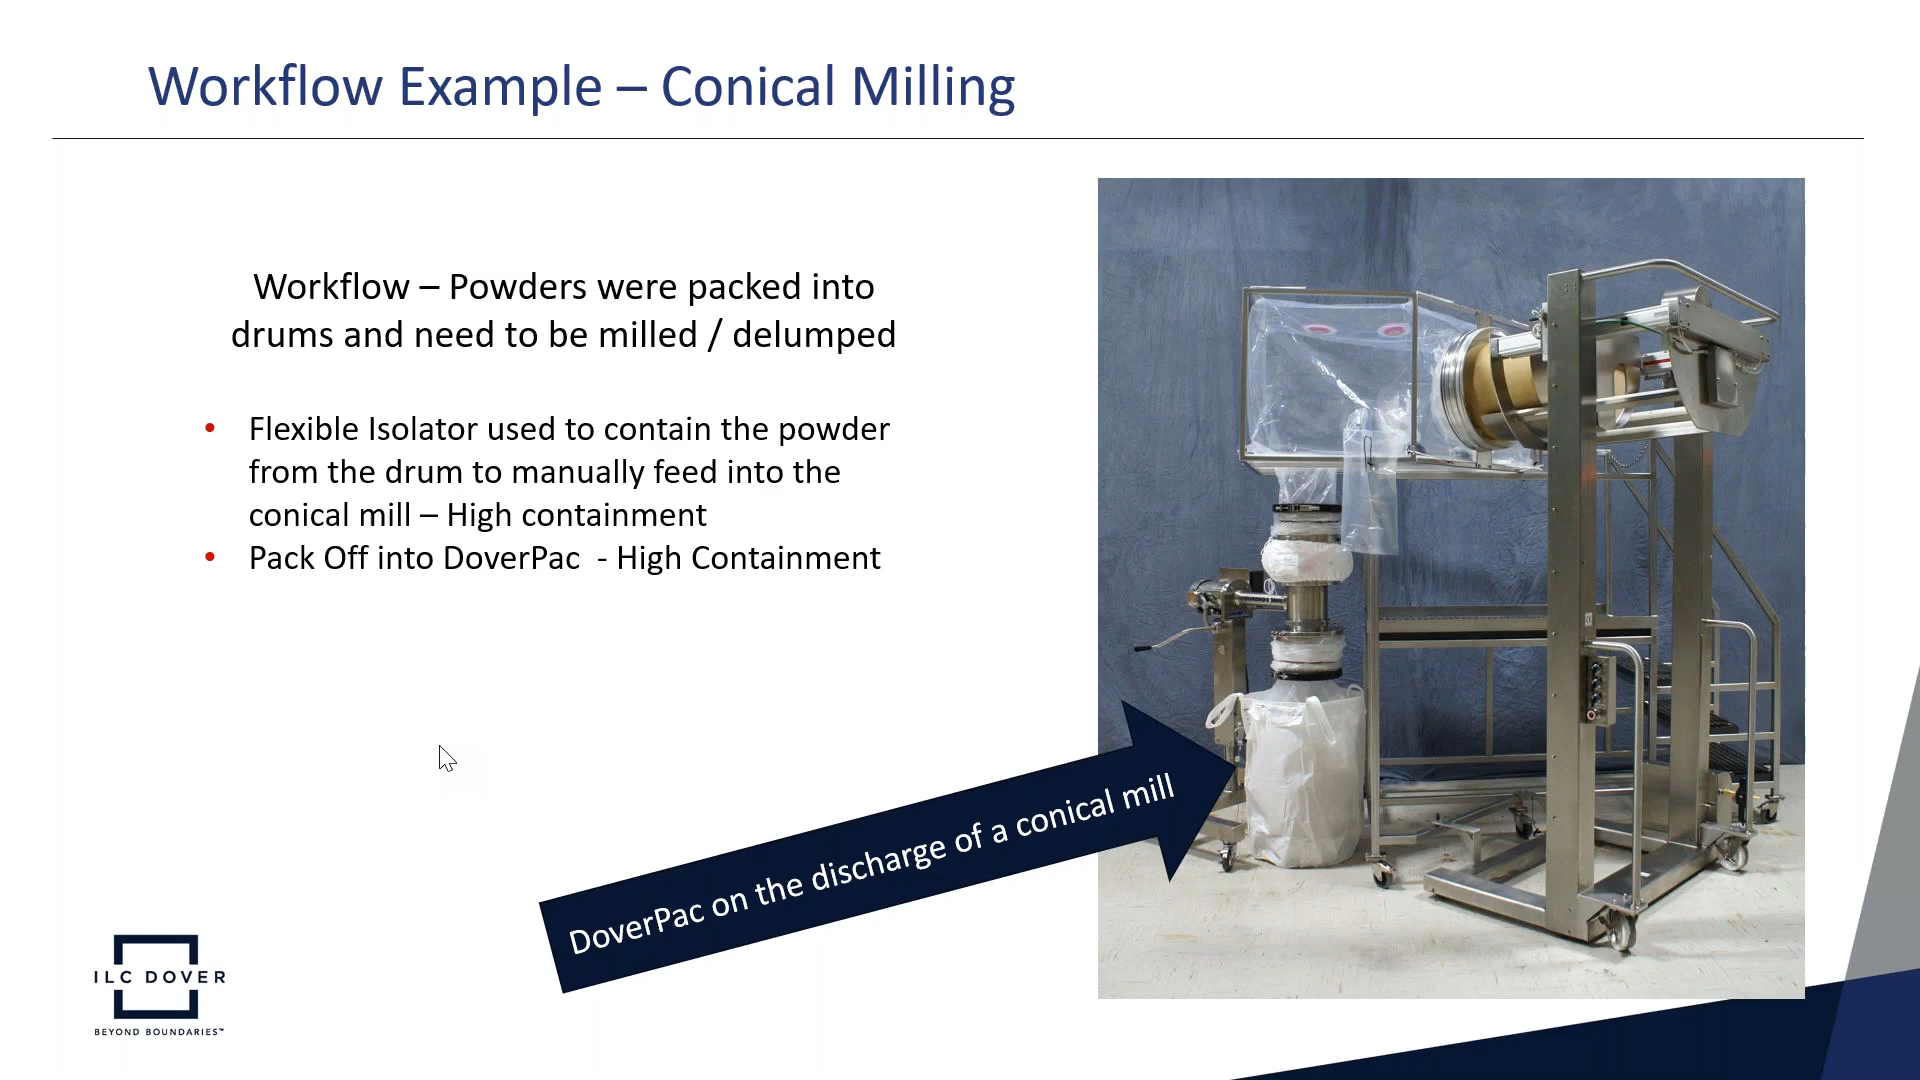 Workflow Example – Conical Milling
Workflow – Powders were packed into
drums and need to be milled / delumped
• Flexible Isolator used to contain the powder
from the drum to manually feed into the
conical mill – High containment
• Pack Off into DoverPac  - High Containment
DoverPac on the discharge of a conical mill
ILC DOVER
BEYOND BOUNDARIES™